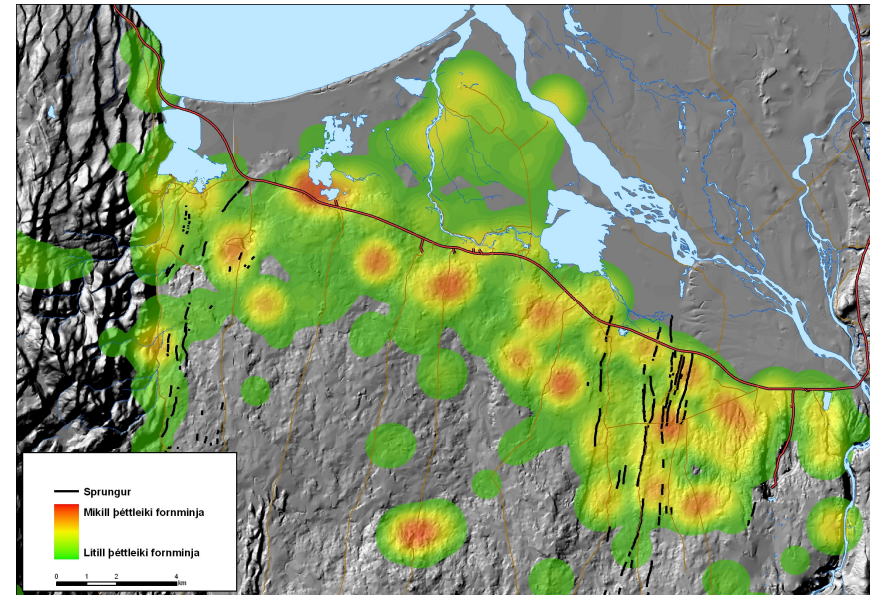 Sprungur
Mikill þéttleiki fornminja
Lítill þéttleiki fornminja
0 1 2 4
km